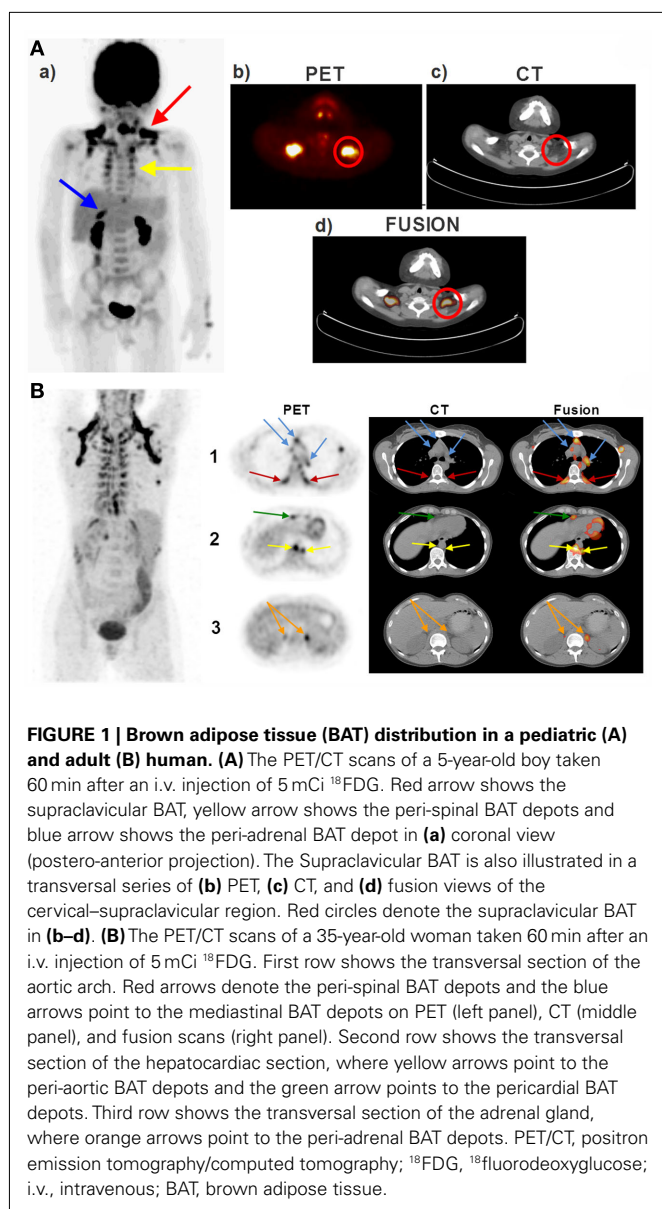 A
a)
b)
PET
c)
CT
d)
FUSION
B
PET
CT
Fusion
1
2
3
FIGURE 1 | Brown adipose tissue (BAT) distribution in a pediatric (A)
and adult (B) human. (A) The PET/CT scans of a 5-year-old boy taken
60 min after an i.v. injection of 5 mCi ¹⁸FDG. Red arrow shows the
supraclavicular BAT, yellow arrow shows the peri-spinal BAT depots and
blue arrow shows the peri-adrenal BAT depot in (a) coronal view
(postero-anterior projection). The Supraclavicular BAT is also illustrated in a
transversal series of (b) PET, (c) CT, and (d) fusion views of the
cervical–supraclavicular region. Red circles denote the supraclavicular BAT
in (b–d). (B) The PET/CT scans of a 35-year-old woman taken 60 min after an
i.v. injection of 5 mCi ¹⁸FDG. First row shows the transversal section of the
aortic arch. Red arrows denote the peri-spinal BAT depots and the blue
arrows point to the mediastinal BAT depots on PET (left panel), CT (middle
panel), and fusion scans (right panel). Second row shows the transversal
section of the hepatocardiac section, where yellow arrows point to the
peri-aortic BAT depots and the green arrow points to the pericardial BAT
depots. Third row shows the transversal section of the adrenal gland,
where orange arrows point to the peri-adrenal BAT depots. PET/CT, positron
emission tomography/computed tomography; ¹⁸FDG, ¹⁸fluorodeoxyglucose;
i.v., intravenous; BAT, brown adipose tissue.